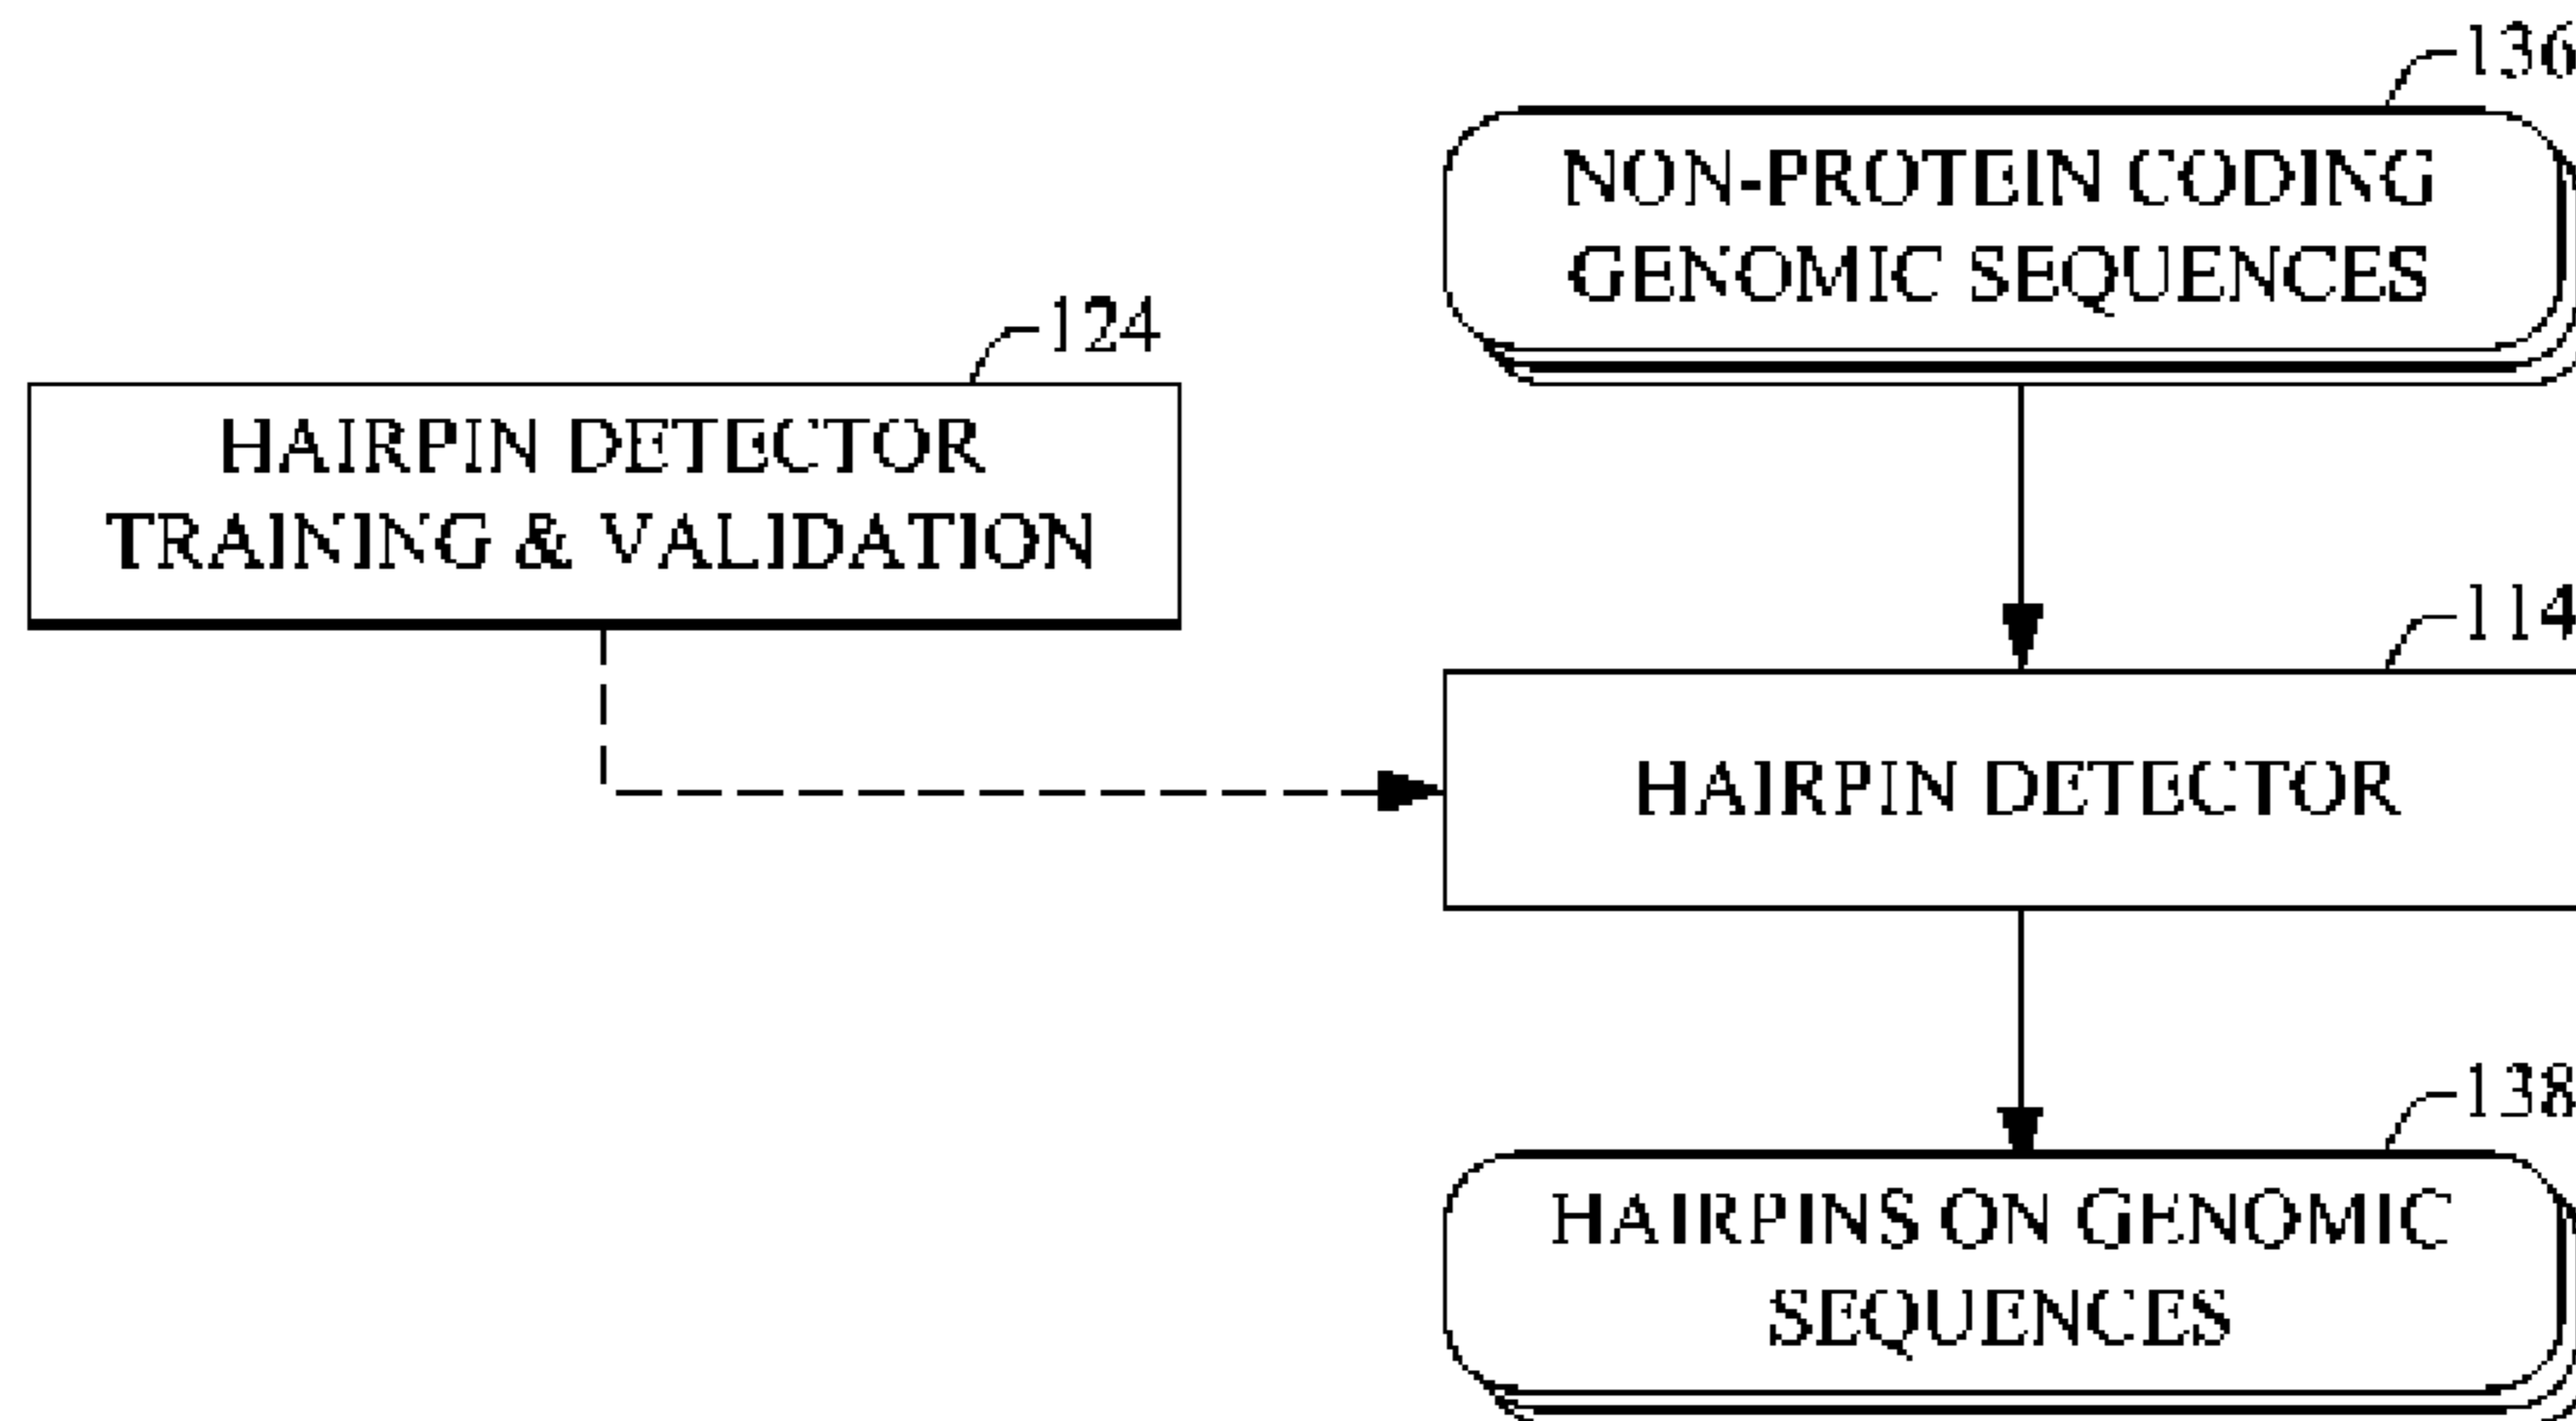 136
NON-PROTEIN CODING
GENOMIC SEQUENCES
124
HAIRPIN DETECTOR
TRAINING & VALIDATION
114
HAIRPIN DETECTOR
138
HAIRPINS ON GENOMIC
SEQUENCES